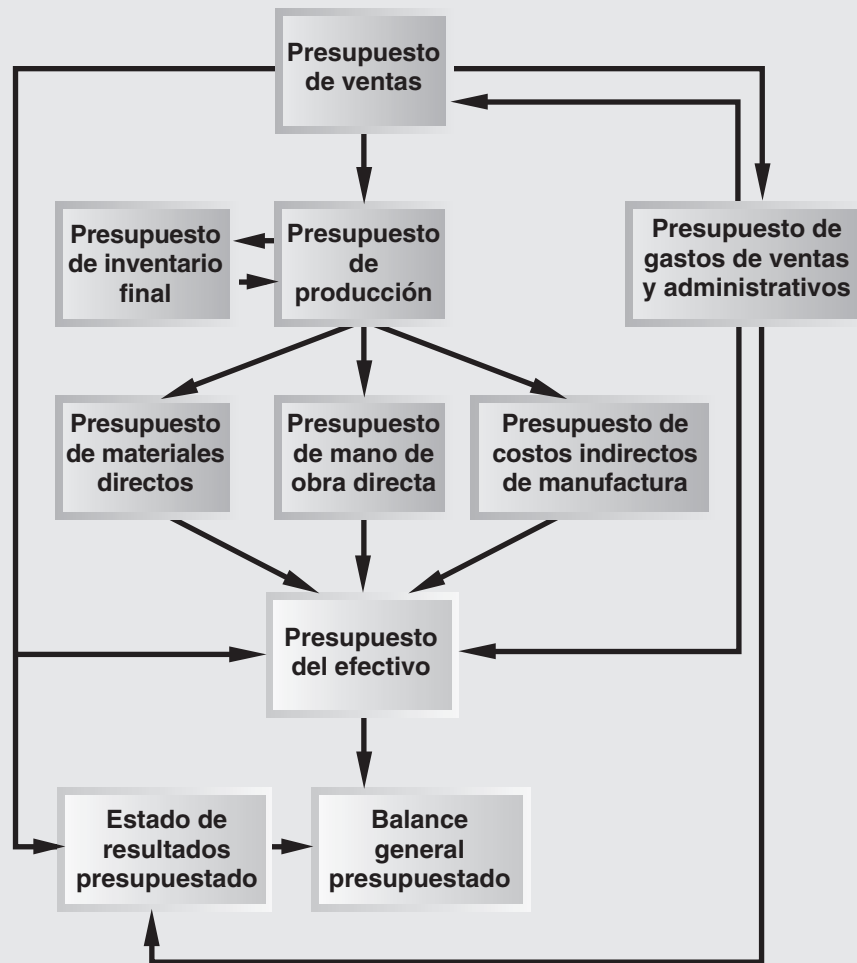 Presupuesto
de ventas
Presupuesto
de inventario
final
Presupuesto
de
producción
Presupuesto de
gastos de ventas
y administrativos
Presupuesto
de materiales
directos
Presupuesto
de mano de
obra directa
Presupuesto de
costos indirectos
de manufactura
Presupuesto
del efectivo
Estado de
resultados
presupuestado
Balance
general
presupuestado